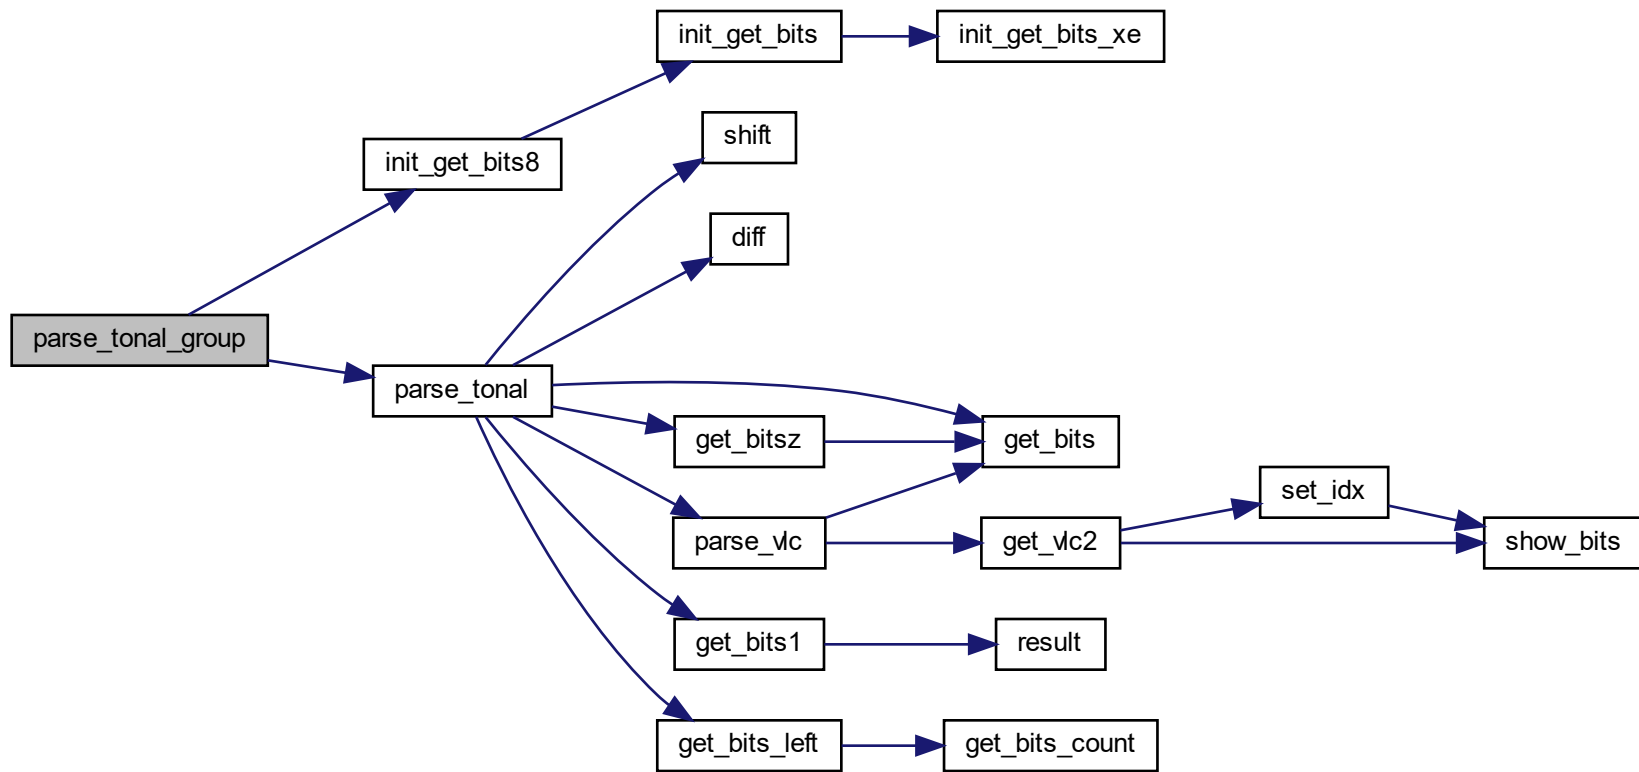 init_get_bits
init_get_bits_xe
shift
init_get_bits8
diff
parse_tonal_group
parse_tonal
get_bitsz
get_bits
set_idx
parse_vlc
get_vlc2
show_bits
get_bits1
result
get_bits_left
get_bits_count